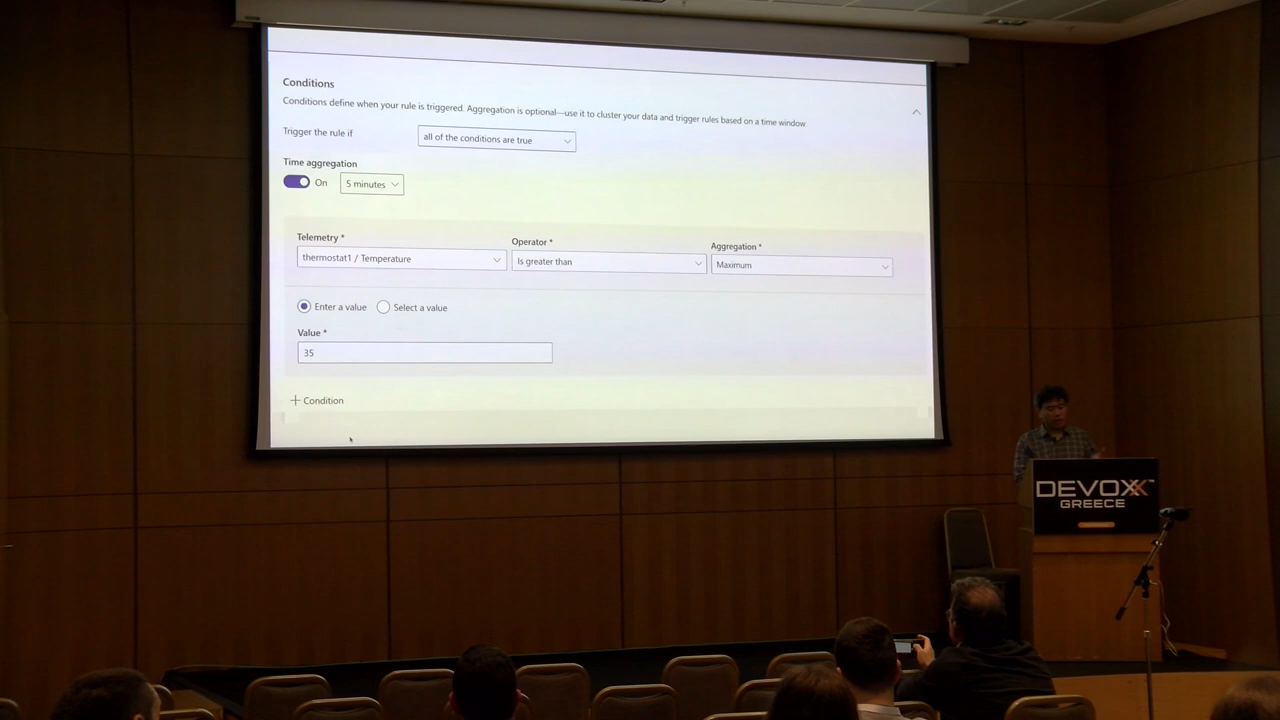 Conditions
Conditions define when your rule is triggered. Aggregation is optional—use it to cluster your data and trigger rules based on a time window.
Trigger the rule if
all of the conditions are true
Time aggregation
On
5 minutes
Telemetry *
Operator *
Aggregation *
thermostat1 / Temperature
Is greater than
Maximum
Enter a value
Select a value
Value *
35
+ Condition
DEVOXX™
GREECE